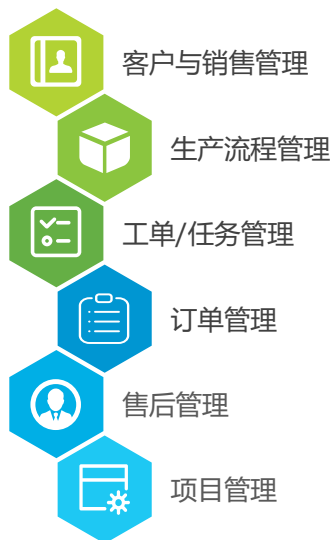 客户与销售管理
生产流程管理
工单/任务管理
订单管理
售后管理
项目管理